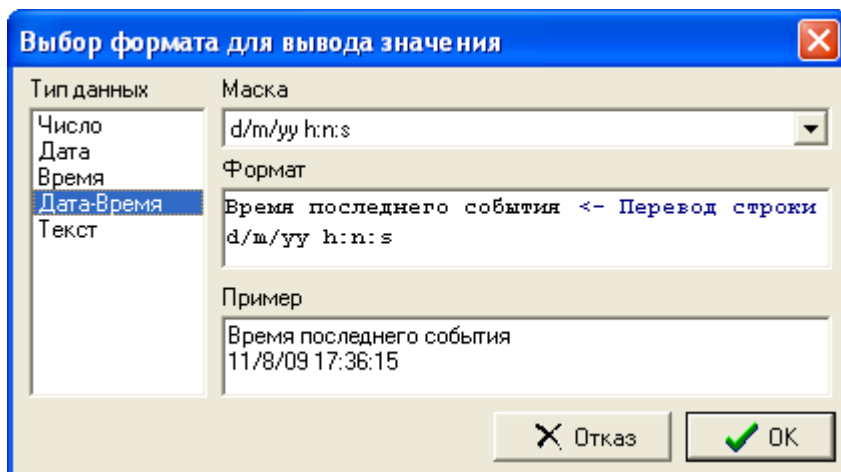 Выбор формата для вывода значения
Тип данных
Число
Дата
Время
Дата-Время
Текст
Маска
d/m/yy h:n:s
Формат
Время последнего события <- Перевод строки
d/m/yy h:n:s
Пример
Время последнего события
11/8/09 17:36:15
Отказ
OK